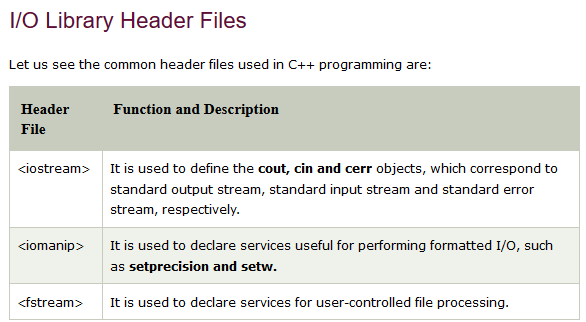 I/O Library Header Files
Let us see the common header files used in C++ programming are:
Header File
Function and Description
<iostream>
It is used to define the cout, cin and cerr objects, which correspond to
standard output stream, standard input stream and standard error
stream, respectively.
<iomanip>
It is used to declare services useful for performing formatted I/O, such
as setprecision and setw.
<fstream>
It is used to declare services for user-controlled file processing.